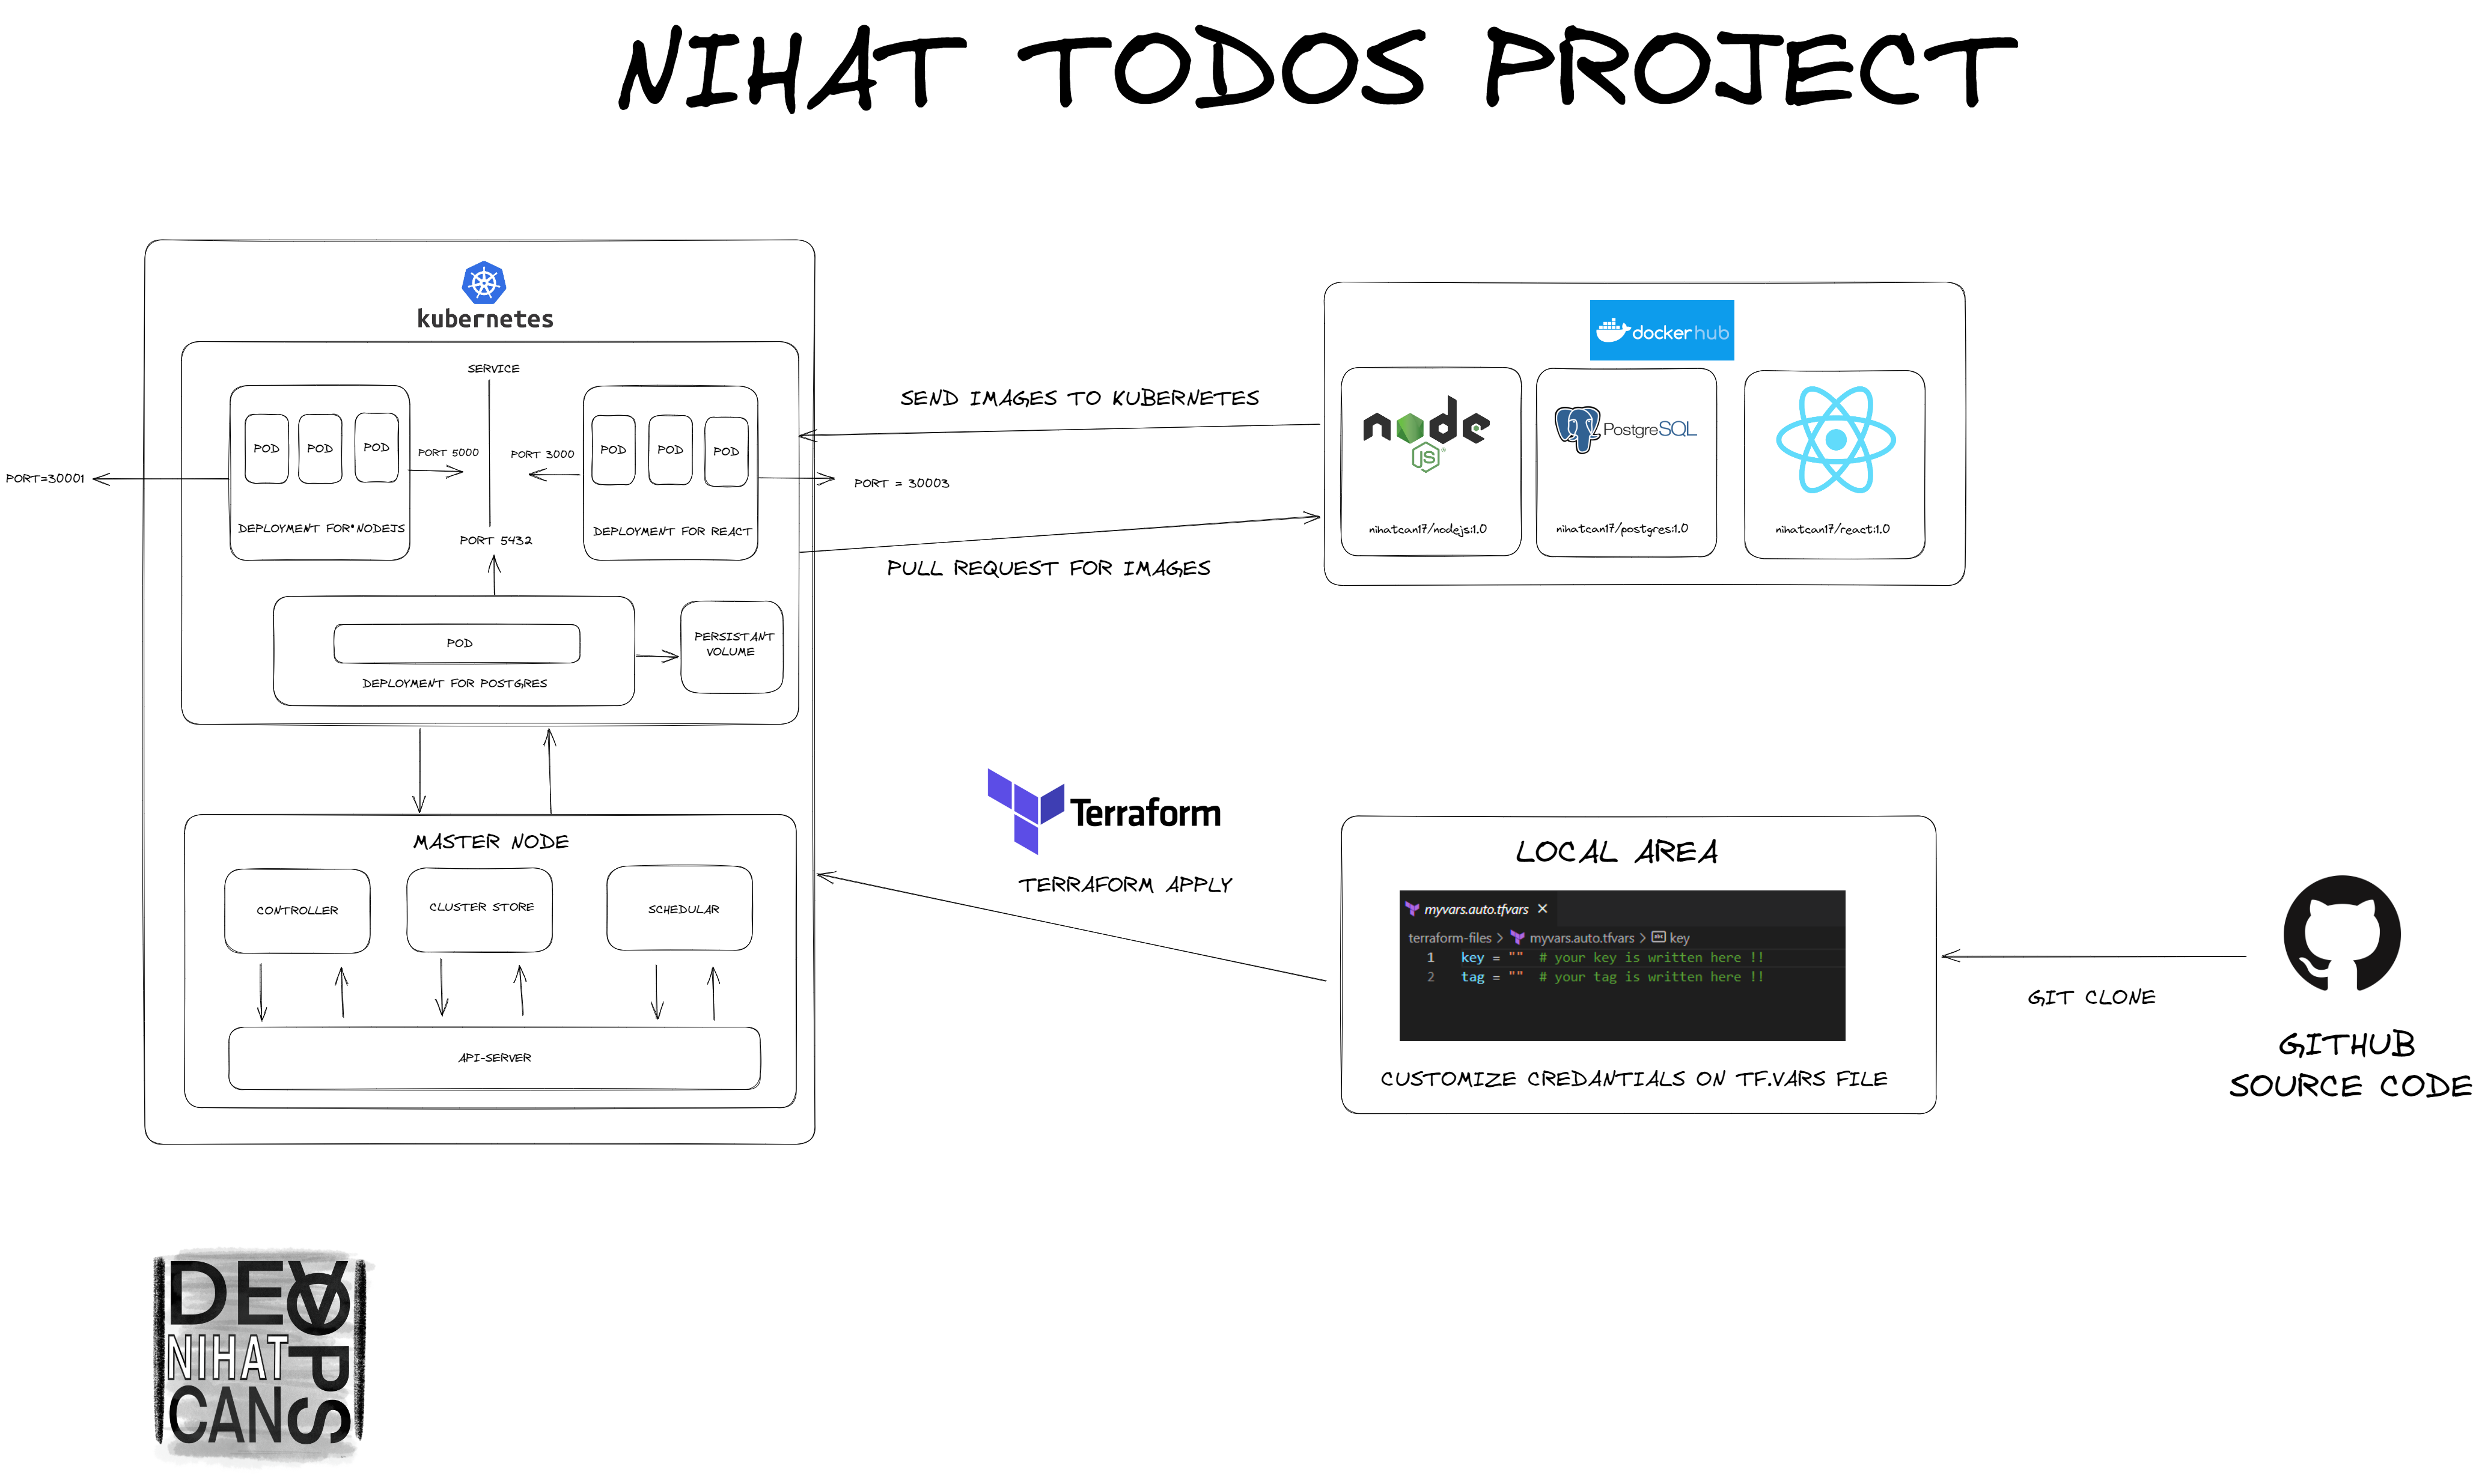 NIHAT TODOS PROJECT
kubernetes
SERVICE
POD
POD
POD
PORT 5000
DEPLOYMENT FOR NODEJS
PORT=30001
PORT 3000
POD
POD
POD
DEPLOYMENT FOR REACT
PORT = 30003
PORT 5432
POD
DEPLOYMENT FOR POSTGRES
PERSISTANT
VOLUME
MASTER NODE
CONTROLLER
CLUSTER STORE
SCHEDULAR
API-SERVER
SEND IMAGES TO KUBERNETES
PULL REQUEST FOR IMAGES
docker hub
node
JS
nihatcan17/nodejs:1.0
PostgreSQL
nihatcan17/postgres:1.0
nihatcan17/react:1.0
Terraform
TERRAFORM APPLY
LOCAL AREA
myvars.auto.tfvars
terraform-files > myvars.auto.tfvars > key
1 key = "" # your key is written here !!
2 tag = "" # your tag is written here !!
CUSTOMIZE CREDANTIALS ON TF.VARS FILE
GIT CLONE
GITHUB
SOURCE CODE
DEVOPS
NIHAT
CAN